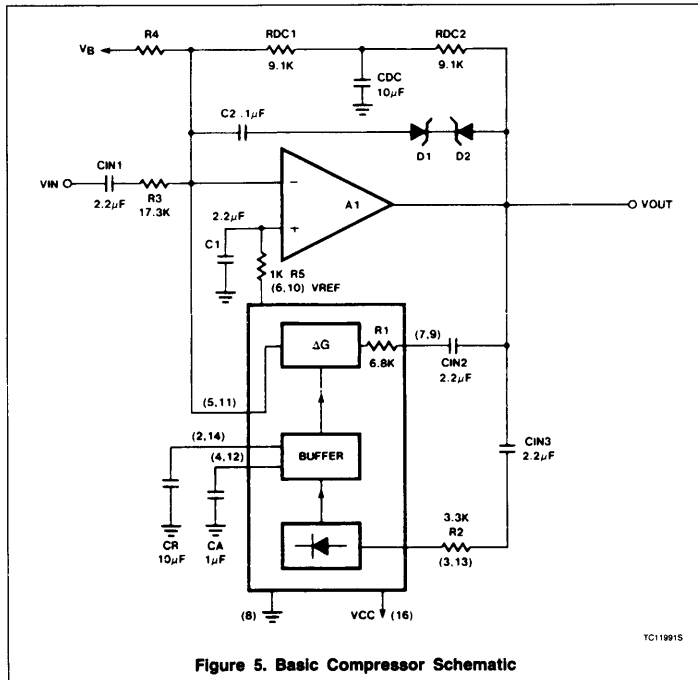 VB
R4
RDC1
9.1K
RDC2
9.1K
CDC
10μF
C2 .1μF
D1
D2
CIN1
VIN
2.2μF
R3
17.3K
−
+
A1
VOUT
2.2μF
C1
1K R5
(6,10) VREF
ΔG
R1
6.8K
(7,9)
CIN2
2.2μF
(5,11)
(2,14)
(4,12)
BUFFER
CIN3
2.2μF
CR
10μF
CA
1μF
3.3K
R2
(3,13)
(8)
VCC
(16)
TC11991S
Figure 5. Basic Compressor Schematic